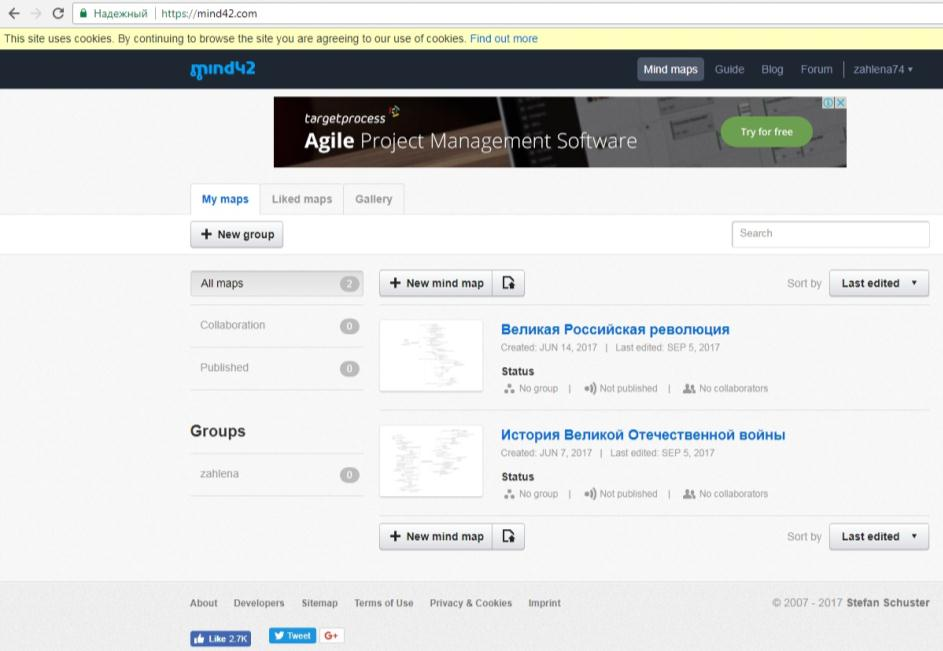 Надежный | https://mind42.com
This site uses cookies. By continuing to browse the site you are agreeing to our use of cookies. Find out more
mind42
Mind maps Guide Blog Forum | zahlena74
targetprocess
Agile Project Management Software
Try for free
My maps Liked maps Gallery
+ New group
Search
All maps 2
+ New mind map
Sort by Last edited
Collaboration 0
Published 0
Великая Российская революция
Created: JUN 14, 2017 | Last edited: SEP 5, 2017
Status
No group | Not published | No collaborators
Groups
zahlena 0
История Великой Отечественной войны
Created: JUN 7, 2017 | Last edited: SEP 5, 2017
Status
No group | Not published | No collaborators
+ New mind map
Sort by Last edited
About Developers Sitemap Terms of Use Privacy & Cookies Imprint
© 2007 - 2017 Stefan Schuster
Like 2.7K Tweet G+